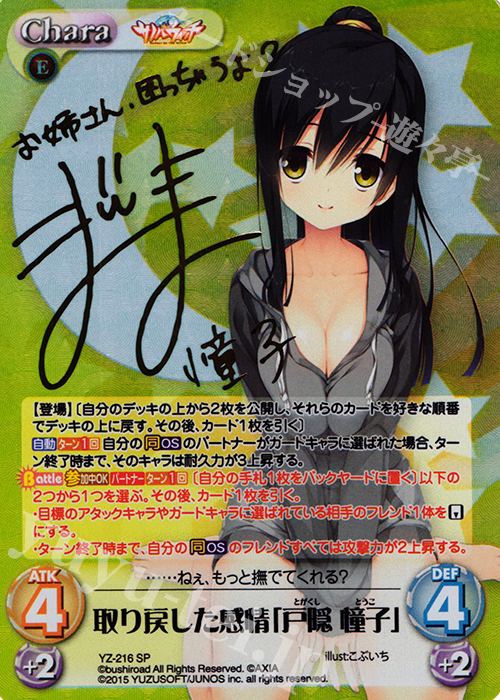 Chara
サノバウィッチ
E
お姉さん、困っちゃうな?
憧子
【登場】〔自分のデッキの上から2枚を公開し、それらのカードを好きな順番
でデッキの上に戻す。その後、カード1枚を引く〕
自動 ターン1回 自分の同OSのパートナーがガードキャラに選ばれた場合、ター
ン終了時まで、そのキャラは耐久力が3上昇する。
Battle 参加中OK パートナーターン1回 〔自分の手札1枚をバックヤードに置く〕以下の
2つから1つを選ぶ。その後、カード1枚を引く。
・目標のアタックキャラやガードキャラに選ばれている相手のフレンド1体を
にする。
・ターン終了時まで、自分の同OSのフレンドすべては攻撃力が2上昇する。
……ねぇ、もっと撫でてくれる?
ATK
4
+2
取り戻した感情「戸隠 憧子」
とがくし とうこ
DEF
4
+2
YZ-216 SP
illust:こぶいち
©bushiroad All Rights Reserved. ©AXIA
©2015 YUZUSOFT/JUNOS inc. all rights reserved.
カードショップ-遊々亭-